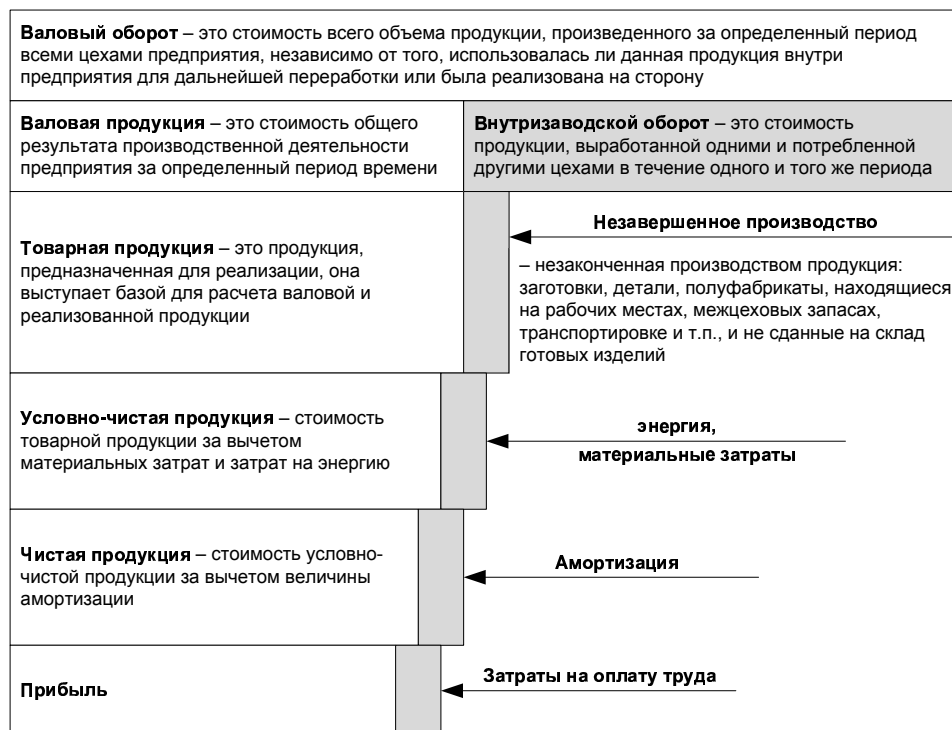 Валовый оборот – это стоимость всего объема продукции, произведенного за определенный период
всеми цехами предприятия, независимо от того, использовалась ли данная продукция внутри
предприятия для дальнейшей переработки или была реализована на сторону
Валовая продукция – это стоимость общего
результата производственной деятельности
предприятия за определенный период времени
Внутризаводской оборот – это стоимость
продукции, выработанной одними и потребленной
другими цехами в течение одного и того же периода
Товарная продукция – это продукция,
предназначенная для реализации, она
выступает базой для расчета валовой и
реализованной продукции
Незавершенное производство
– незаконченная производством продукция:
заготовки, детали, полуфабрикаты, находящиеся
на рабочих местах, межцеховых запасах,
транспортировке и т.п., и не сданные на склад
готовых изделий
Условно-чистая продукция – стоимость
товарной продукции за вычетом
материальных затрат и затрат на энергию
энергия,
материальные затраты
Чистая продукция – стоимость условно-
чистой продукции за вычетом величины
амортизации
Амортизация
Прибыль
Затраты на оплату труда